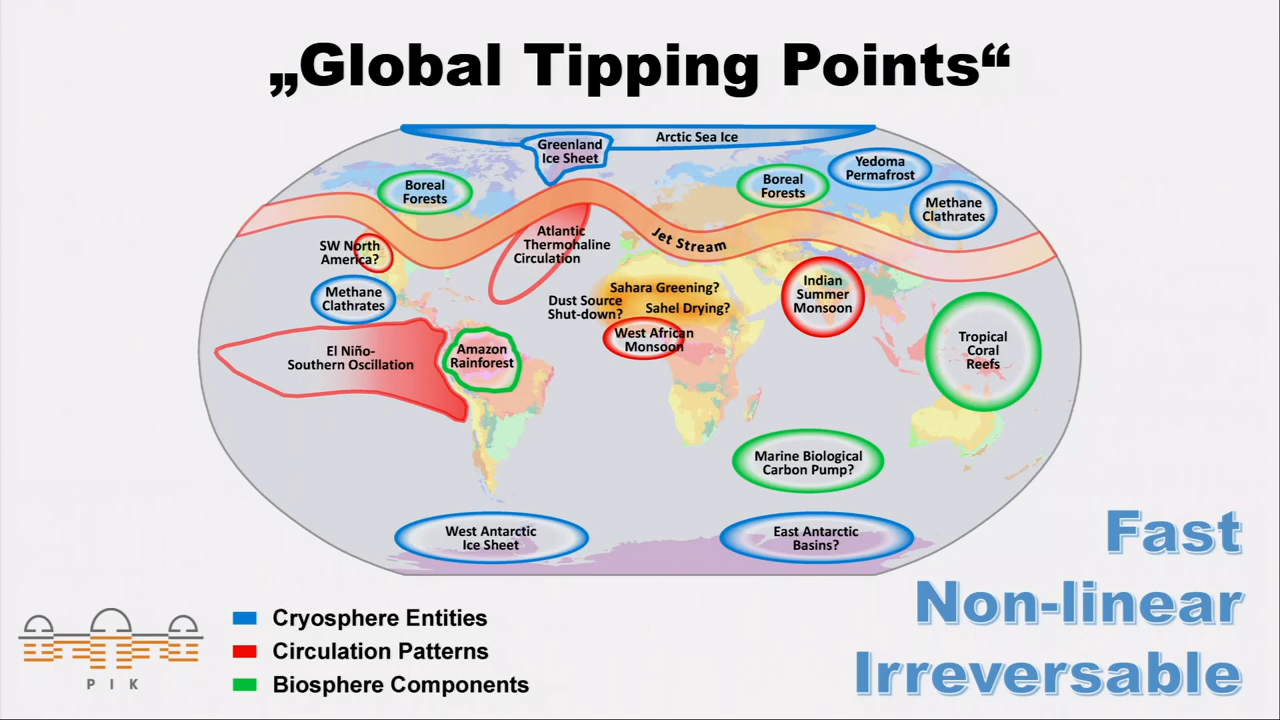 „Global Tipping Points“
Arctic Sea Ice
Greenland
Ice Sheet
Yedoma
Permafrost
Boreal
Forests
Boreal
Forests
Methane
Clathrates
Atlantic
Thermohaline
Circulation
Jet Stream
SW North
America?
Methane
Clathrates
Sahara Greening?
Dust Source
Shut-down?
Sahel Drying?
Indian
Summer
Monsoon
West African
Monsoon
El Niño-
Southern Oscillation
Amazon
Rainforest
Tropical
Coral
Reefs
Marine Biological
Carbon Pump?
West Antarctic
Ice Sheet
East Antarctic
Basins?
Fast
Non-linear
Irreversable
Cryosphere Entities
Circulation Patterns
Biosphere Components
PIK